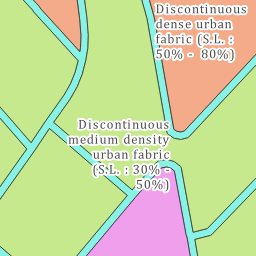 Discontinuous
dense urban
fabric (S.L. :
50% - 80%)
Discontinuous
medium density
urban fabric
(S.L. : 30% -
50%)